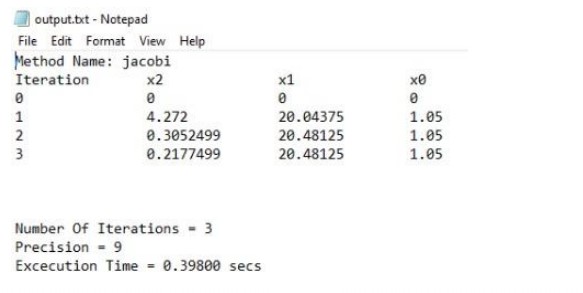 output.txt - Notepad
File Edit Format View Help
Method Name: jacobi
Iteration x2 x1 x0
0 0 0 0
1 4.272 20.04375 1.05
2 0.3052499 20.48125 1.05
3 0.2177499 20.48125 1.05
Number Of Iterations = 3
Precision = 9
Excecution Time = 0.39800 secs